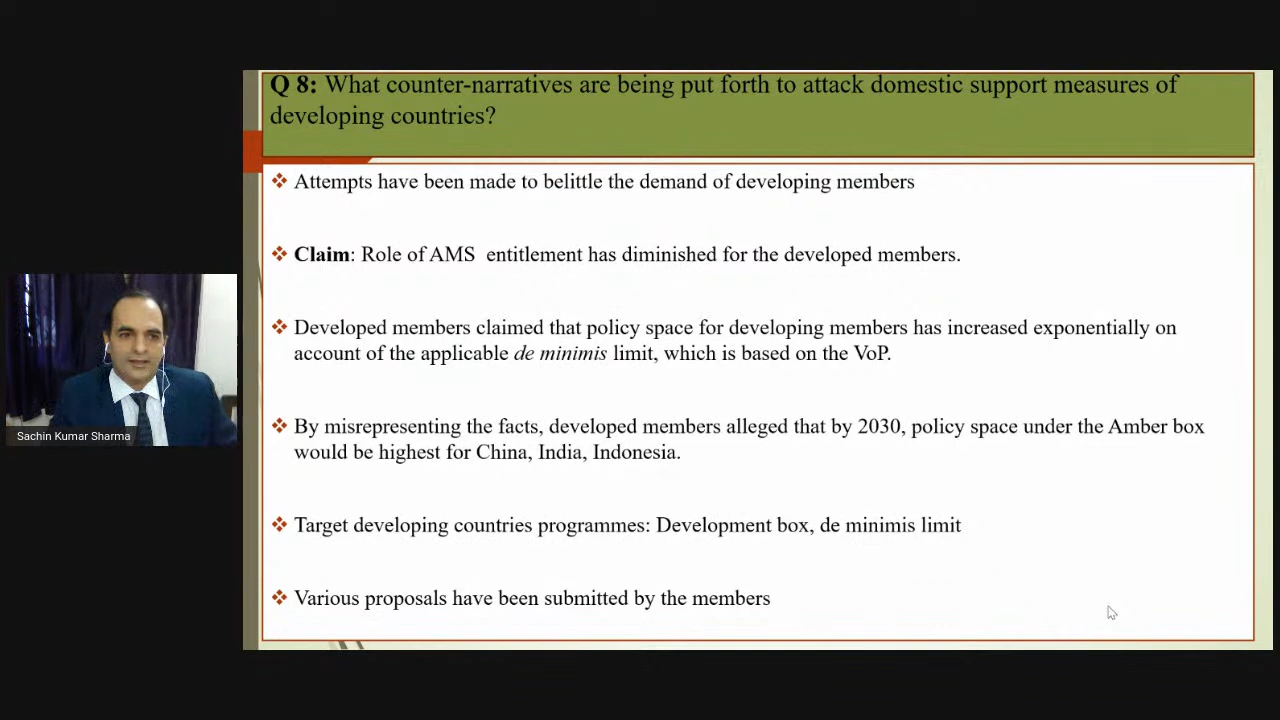 Q 8: What counter-narratives are being put forth to attack domestic support measures of
developing countries?
❖ Attempts have been made to belittle the demand of developing members
❖ Claim: Role of AMS entitlement has diminished for the developed members.
❖ Developed members claimed that policy space for developing members has increased exponentially on
account of the applicable de minimis limit, which is based on the VoP.
❖ By misrepresenting the facts, developed members alleged that by 2030, policy space under the Amber box
would be highest for China, India, Indonesia.
❖ Target developing countries programmes: Development box, de minimis limit
❖ Various proposals have been submitted by the members
Sachin Kumar Sharma